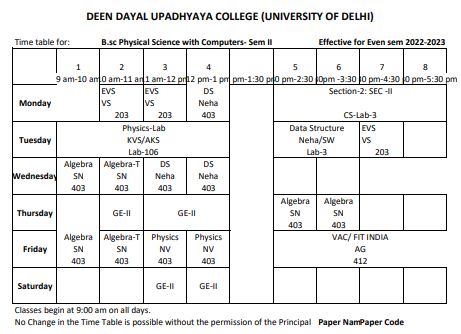 DEEN DAYAL UPADHYAYA COLLEGE (UNIVERSITY OF DELHI)
Time table for: B.sc Physical Science with Computers- Sem II Effective for Even sem 2022-2023
1 2 3 4 5 6 7 8
9 am-10 am 0 am-11 am 1 am-12 pm 12 pm-1 pm pm-1:30 pm 0 pm-2:30 0 pm -3:30 0 pm-4:30 0 pm-5:30 pm
Monday
EVS EVS DS Section-2: SEC -II
VS VS Neha
203 203 403 CS-Lab-3
Tuesday
Physics-Lab Data Structure EVS
KVS/AKS Neha/SW VS
Lab-106 Lab-3 203
Wednesday
Algebra Algebra-T DS DS
SN SN Neha Neha
403 403 403 403
Thursday
GE-II GE-II
Algebra Algebra
SN SN
403 403
Friday
Algebra Algebra-T Physics Physics VAC/ FIT INDIA
SN SN NV NV AG
403 403 403 403 412
Saturday
GE-II GE-II
Classes begin at 9:00 am on all days.
No Change in the Time Table is possible without the permission of the Principal Paper Nam Paper Code